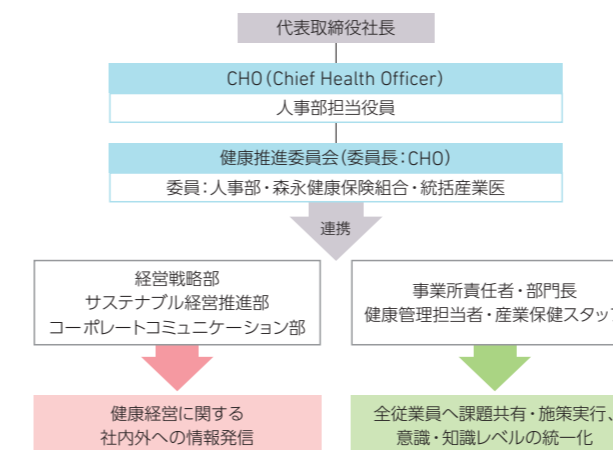 代表取締役社長
CHO（Chief Health Officer）
人事部担当役員
健康推進委員会（委員長：CHO）
委員：人事部・森永健康保険組合・統括産業医
連携
経営戦略部
サステナブル経営推進部
コーポレートコミュニケーション部
事業所責任者・部門長
健康管理担当者・産業保健スタッフ
健康経営に関する
社内外への情報発信
全従業員へ課題共有・施策実行、
意識・知識レベルの統一化